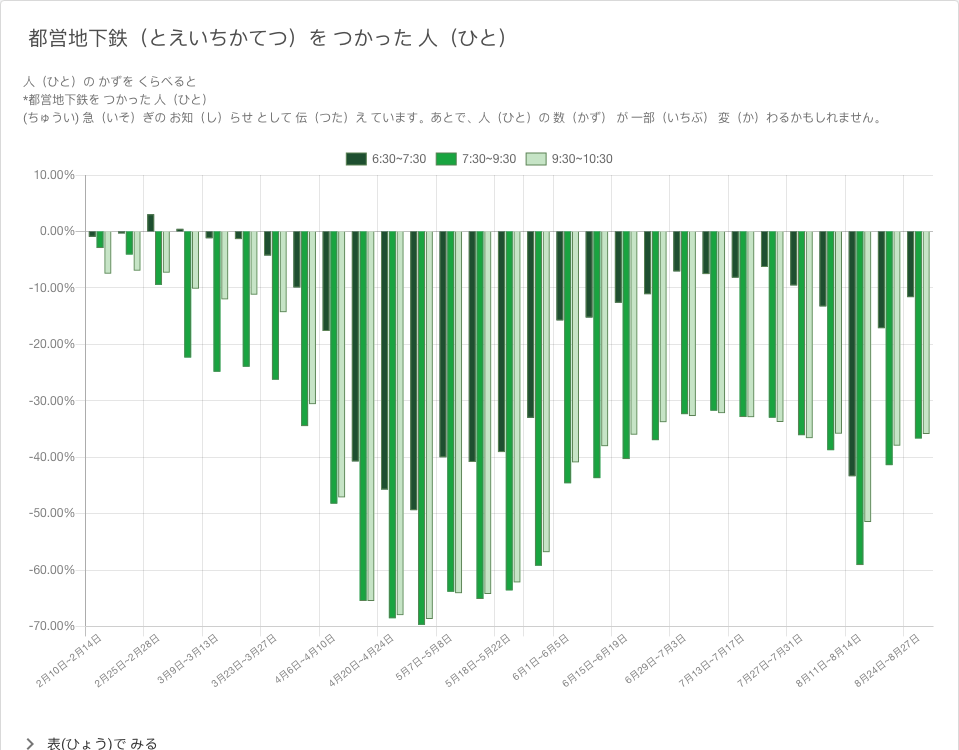 都営地下鉄（とえいちかてつ）を つかった 人（ひと）
人（ひと）の かずを くらべると
*都営地下鉄を つかった 人（ひと）
(ちゅうい) 急（いそ）ぎの お知（し）らせ として 伝（つた）え ています。あとで、人（ひと）の 数（かず） が 一部（いちぶ） 変（か）わるかもしれません。
6:30~7:30 7:30~9:30 9:30~10:30
10.00%
0.00%
-10.00%
-20.00%
-30.00%
-40.00%
-50.00%
-60.00%
-70.00%
2月10日~2月14日
2月25日~2月28日
3月9日~3月13日
3月23日~3月27日
4月6日~4月10日
4月20日~4月24日
5月7日~5月8日
5月18日~5月22日
6月1日~6月5日
6月15日~6月19日
6月29日~7月3日
7月13日~7月17日
7月27日~7月31日
8月11日~8月14日
8月24日~8月27日
表(ひょう)で みる